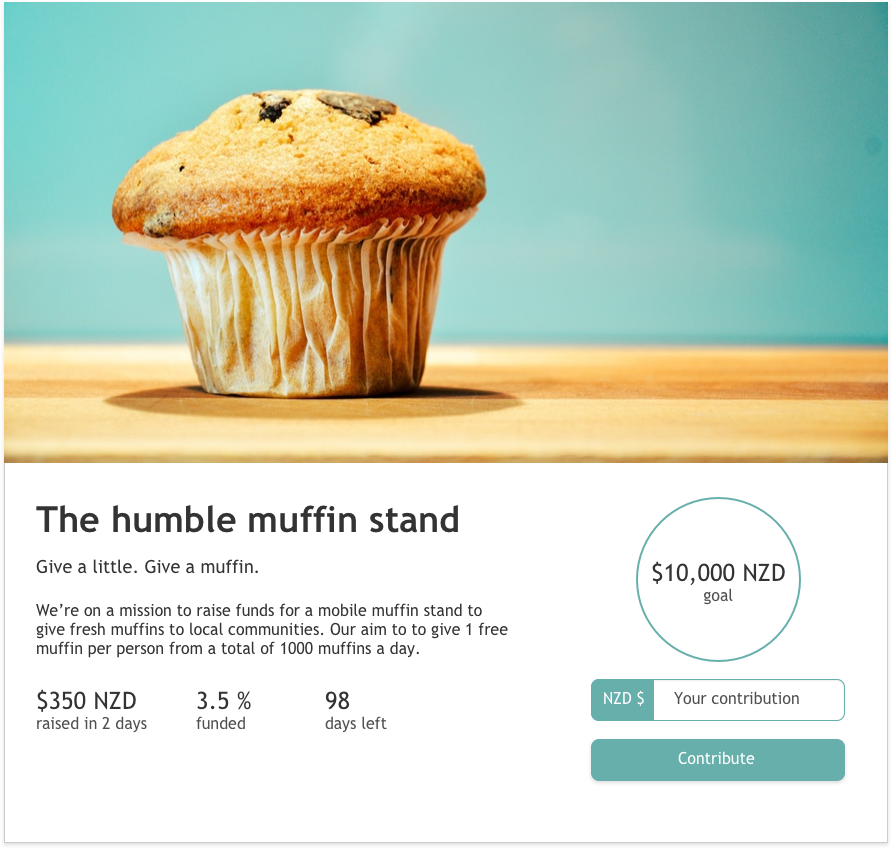 The humble muffin stand
Give a little. Give a muffin.
We're on a mission to raise funds for a mobile muffin stand to
give fresh muffins to local communities. Our aim to to give 1 free
muffin per person from a total of 1000 muffins a day.
$350 NZD
raised in 2 days
3.5 %
funded
98
days left
$10,000 NZD
goal
NZD $ Your contribution
Contribute